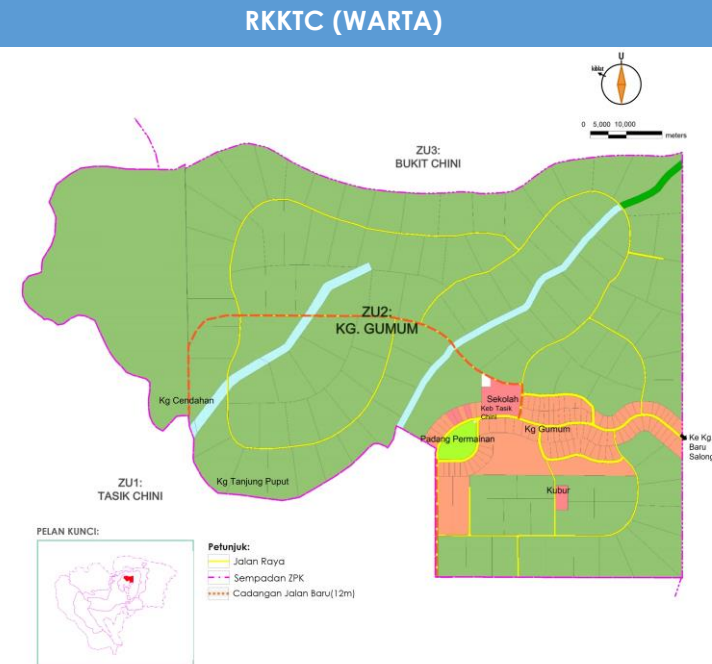 RKKTC (WARTA)
U
kiblat
0 5,000 10,000
meters
ZU3:
BUKIT CHINI
ZU2:
KG. GUMUM
Kg Cendahan
Sekolah
Keb Tasik
Chini
Kg Gumum
Padang Permainan
Ke Kg
Baru
Salong
ZU1:
TASIK CHINI
Kg Tanjung Puput
Kubur
PELAN KUNCI:
Petunjuk:
Jalan Raya
Sempadan ZPK
Cadangan Jalan Baru(12m)